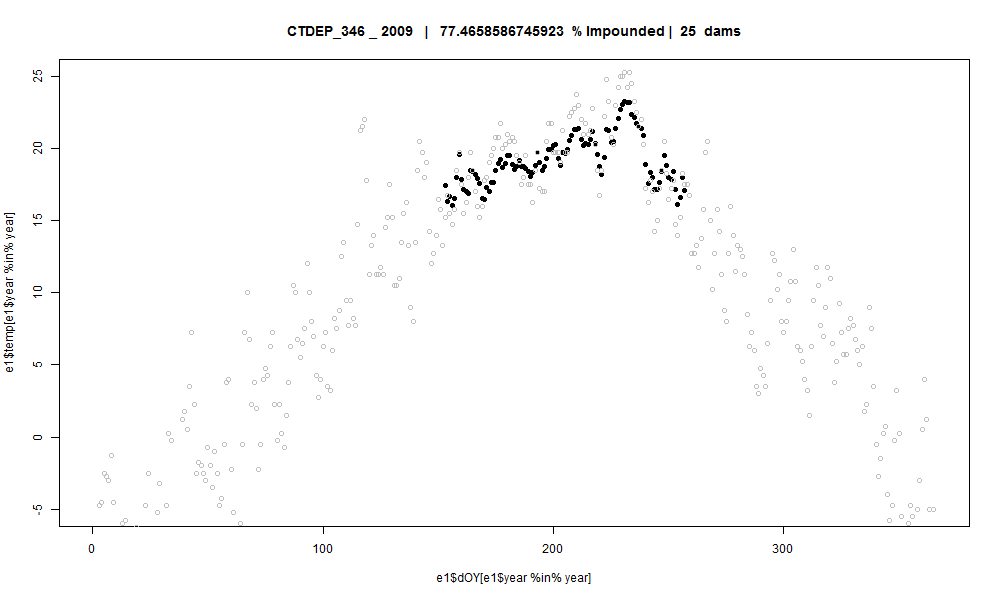 CTDEP_346 _ 2009 | 77.4658586745923 % Impounded | 25 dams
25
20
15
10
5
0
-5
e1$temp[e1$year %in% year]
0 100 200 300
e1$dOY[e1$year %in% year]